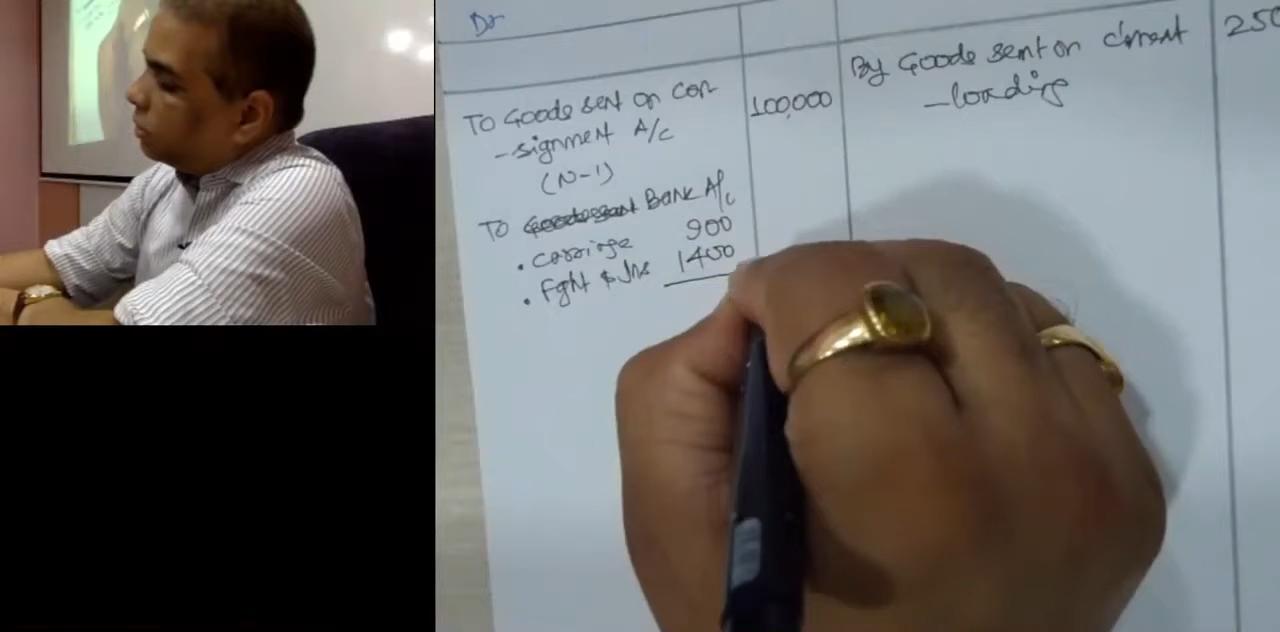 Dr
To Goods sent on con
- signment A/c
(N-1)
100,000
To Bank A/c
. carriage 900
. Fght & Ins 1400
By Goods sent on c'ment
- loading
250